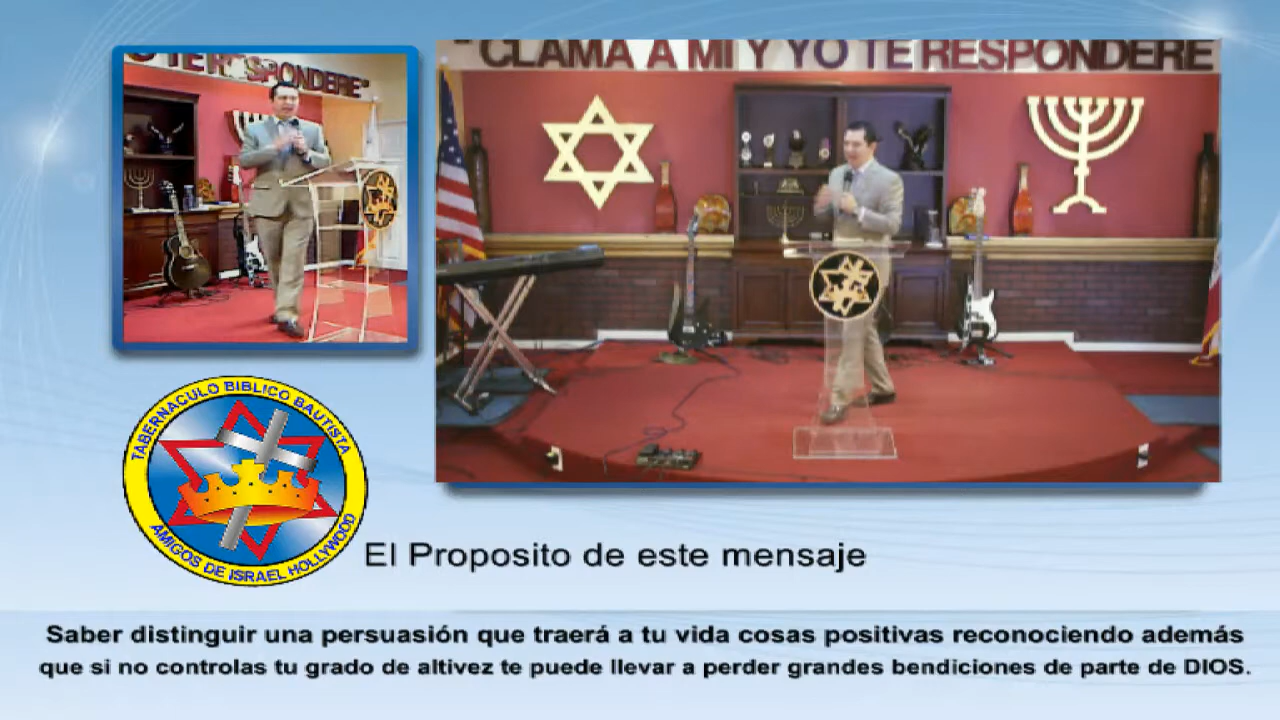 "CLAMA A MI Y YO TE RESPONDERE
O TE RESPONDERE"
TABERNACULO BIBLICO BAUTISTA
AMIGOS DE ISRAEL HOLLYWOOD
El Proposito de este mensaje
Saber distinguir una persuasión que traerá a tu vida cosas positivas reconociendo además
que si no controlas tu grado de altivez te puede llevar a perder grandes bendiciones de parte de DIOS.